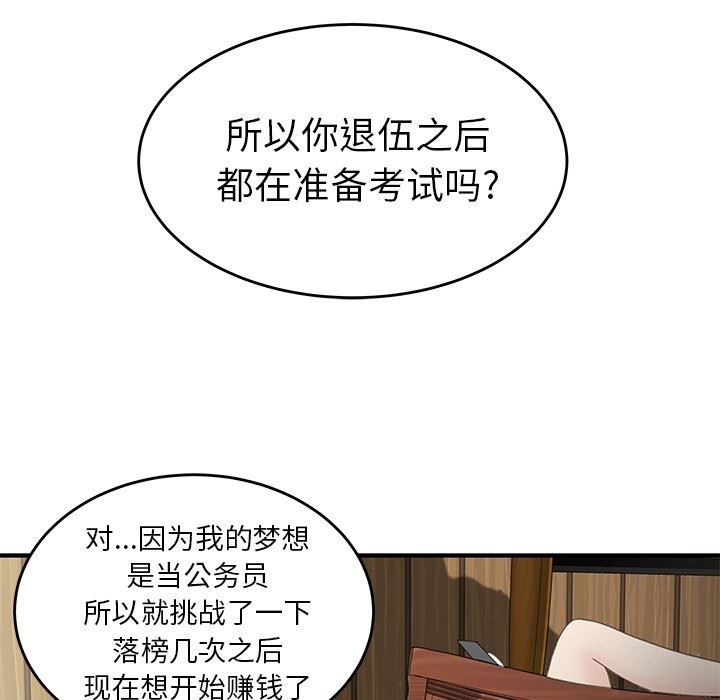 所以你退伍之后
都在准备考试吗?
对...因为我的梦想
是当公务员
所以就挑战了一下
落榜几次之后
现在想开始赚钱了